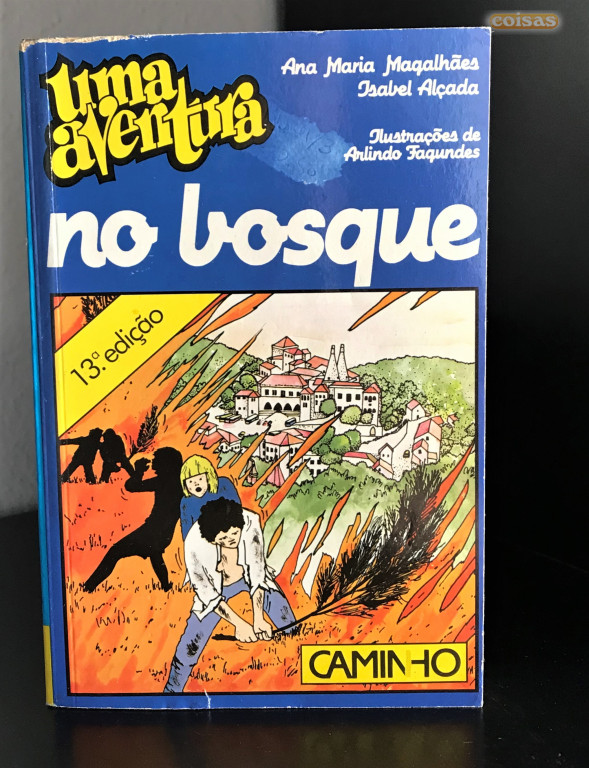 coisas
uma
aventura
Ana Maria Magalhães
Isabel Alçada
Ilustrações de
Arlindo Fagundes
no bosque
13.ª edição
CAMINHO